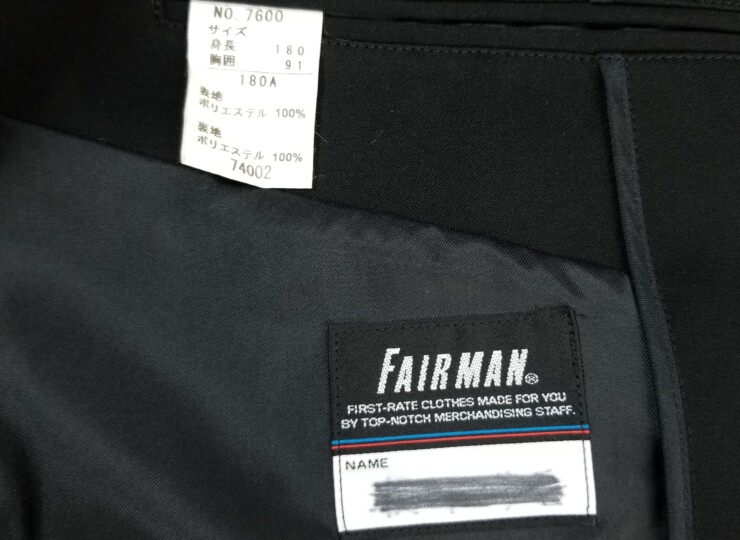 NO. 7600
サイズ
身長 180
胸囲 91
180A
表地
ポリエステル 100%
裏地
ポリエステル 100%
74002
FAIRMAN®
FIRST-RATE CLOTHES MADE FOR YOU
BY TOP-NOTCH MERCHANDISING STAFF.
NAME